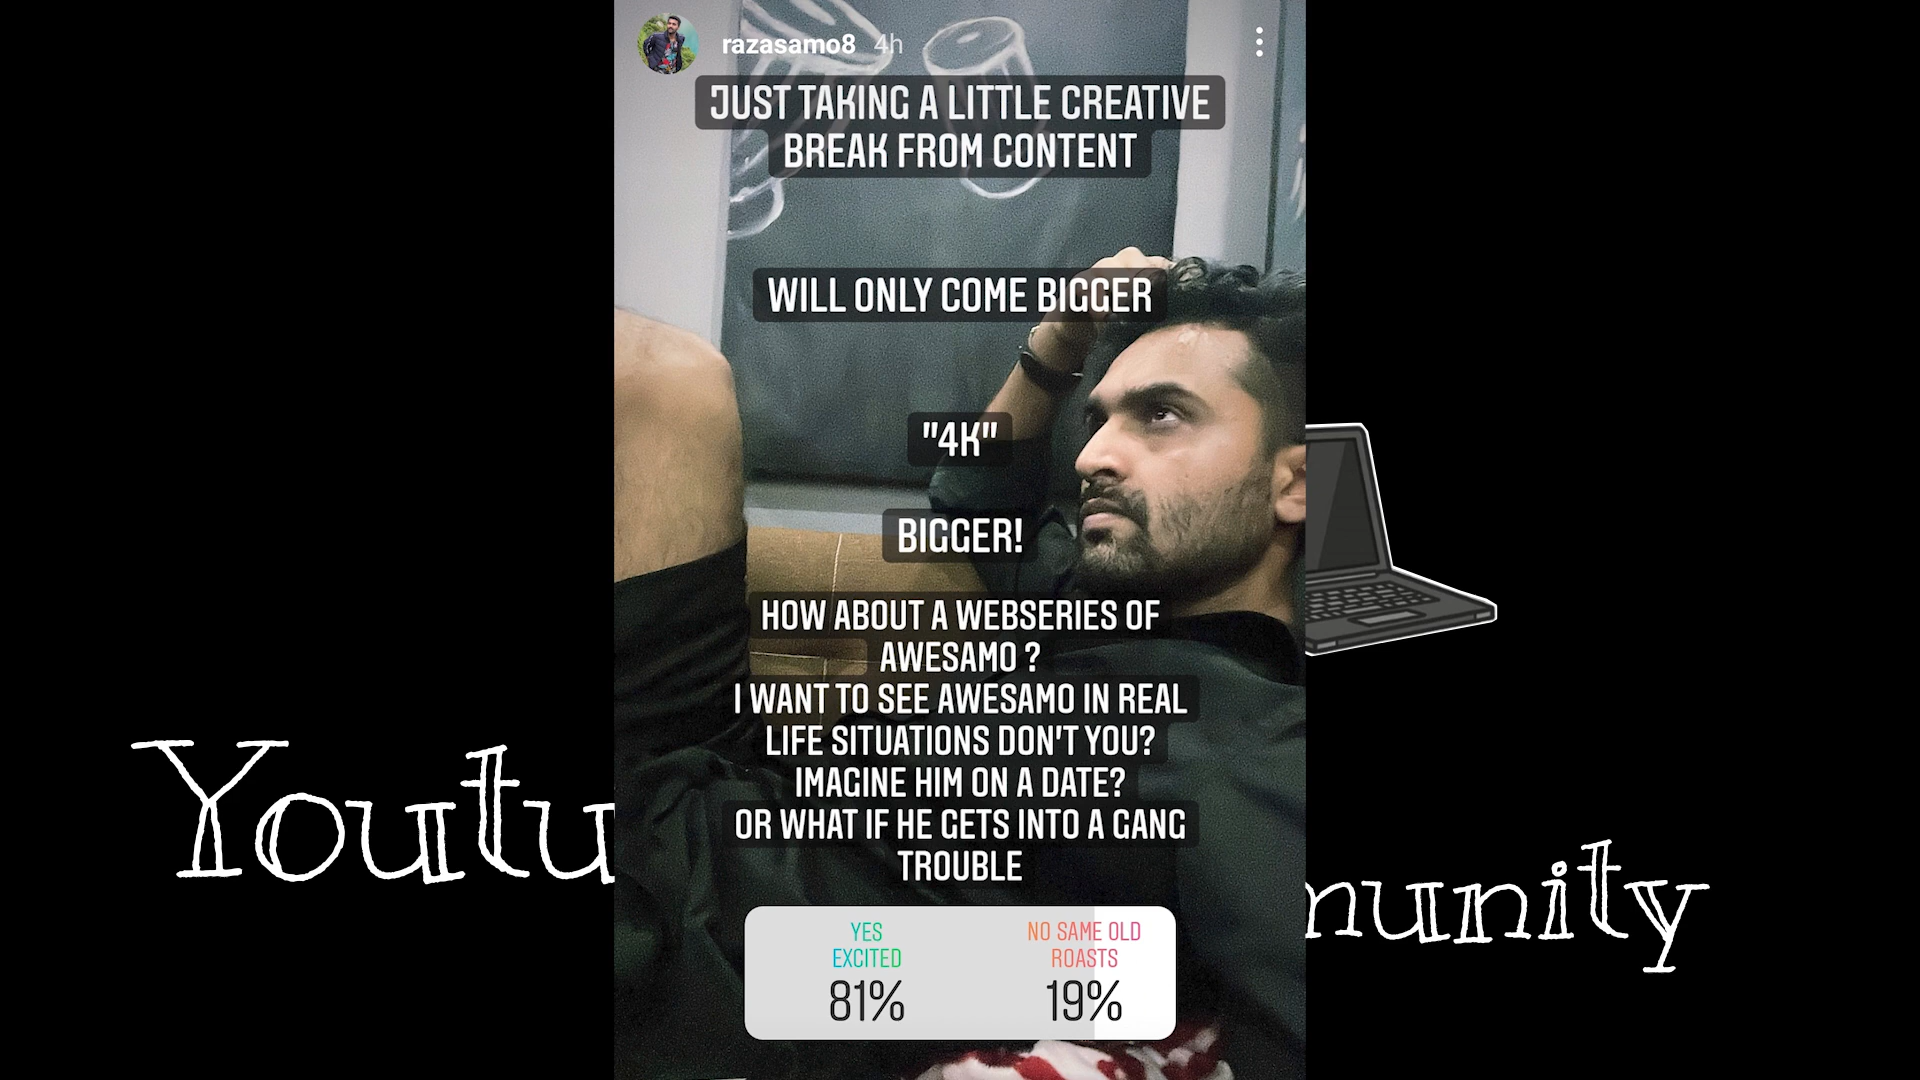 razasamo8 4h
JUST TAKING A LITTLE CREATIVE
BREAK FROM CONTENT
WILL ONLY COME BIGGER
"4K"
BIGGER!
HOW ABOUT A WEBSERIES OF
AWESAMO ?
I WANT TO SEE AWESAMO IN REAL
LIFE SITUATIONS DON'T YOU?
IMAGINE HIM ON A DATE?
OR WHAT IF HE GETS INTO A GANG
TROUBLE
YES
EXCITED
81%
NO SAME OLD
ROASTS
19%
Youtu
munity